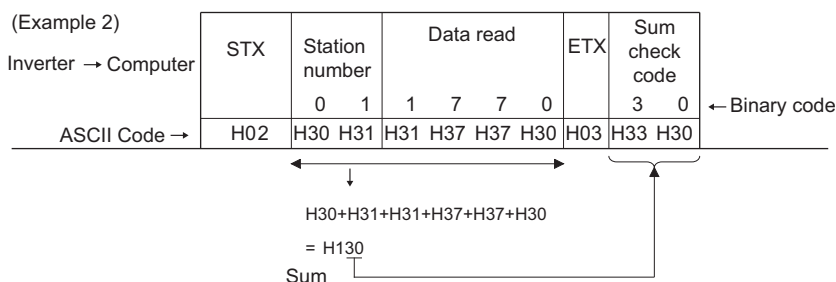 (Example 2)
Inverter → Computer
STX
Station number
Data read
ETX
Sum check code
0 1 1 7 7 0 3 0
← Binary code
ASCII Code →
H02 H30 H31 H31 H37 H37 H30 H03 H33 H30
H30+H31+H31+H37+H37+H30
= H130
Sum